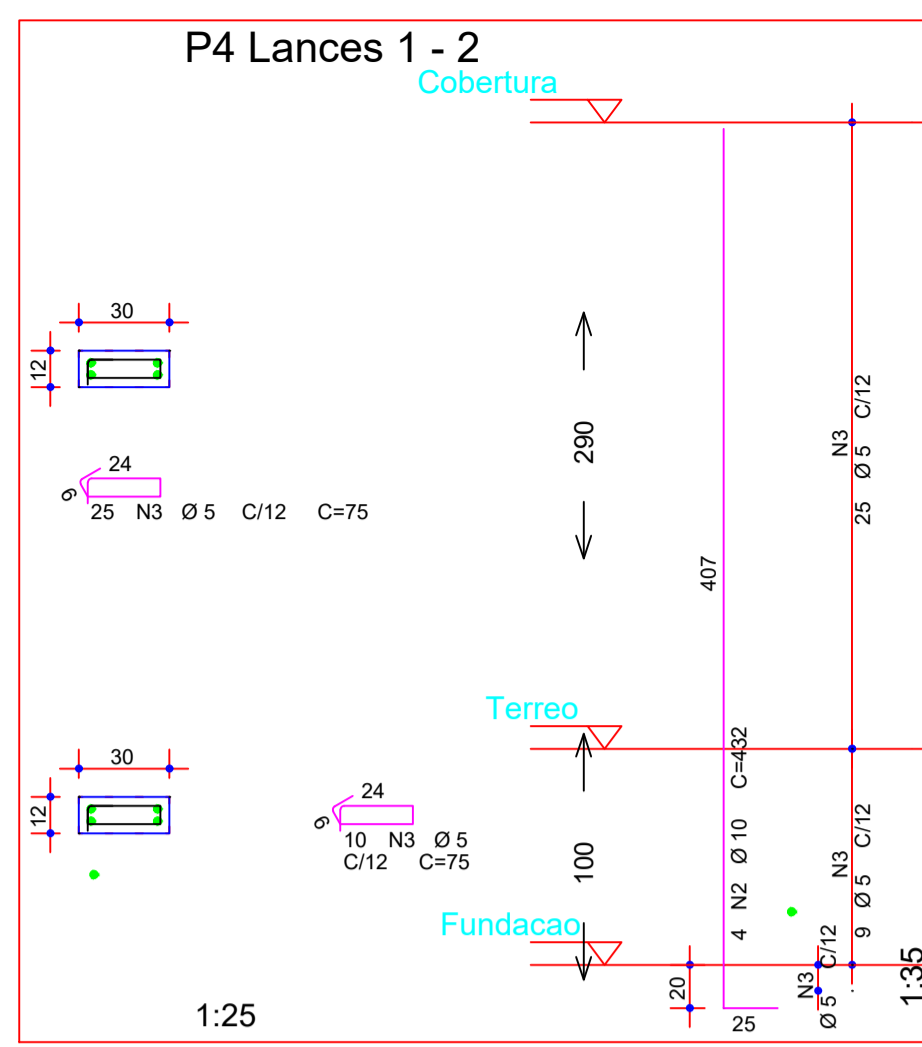 P4 Lances 1 - 2
Cobertura
30
12
24
6
25 N3 Ø 5 C/12 C=75
290
N3
25 Ø 5 C/12
407
Terreo
30
12
24
6
10 N3 Ø 5
C/12 C=75
100
4 N2 Ø 10 C=432
N3
9 Ø 5 C/12
Fundacao
20
25
N3
Ø 5 C/12
1:25
1:35